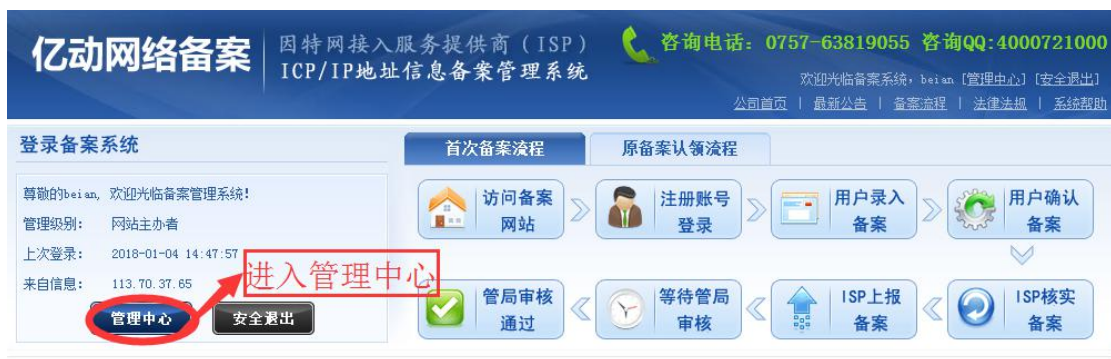 亿动网络备案
因特网接入服务提供商（ISP）
ICP/IP地址信息备案管理系统
咨询电话：0757-63819055 咨询QQ:4000721000
欢迎光临备案系统，beian [管理中心] [安全退出]
公司首页 | 最新公告 | 备案流程 | 法律法规 | 系统帮助
登录备案系统
尊敬的beian, 欢迎光临备案管理系统!
管理级别： 网站主办者
上次登录： 2018-01-04 14:47:57
来自信息： 113.70.37.65
进入管理中心
管理中心
安全退出
首次备案流程
原备案认领流程
访问备案
网站
注册账号
登录
用户录入
备案
用户确认
备案
管局审核
通过
等待管局
审核
ISP上报
备案
ISP核实
备案